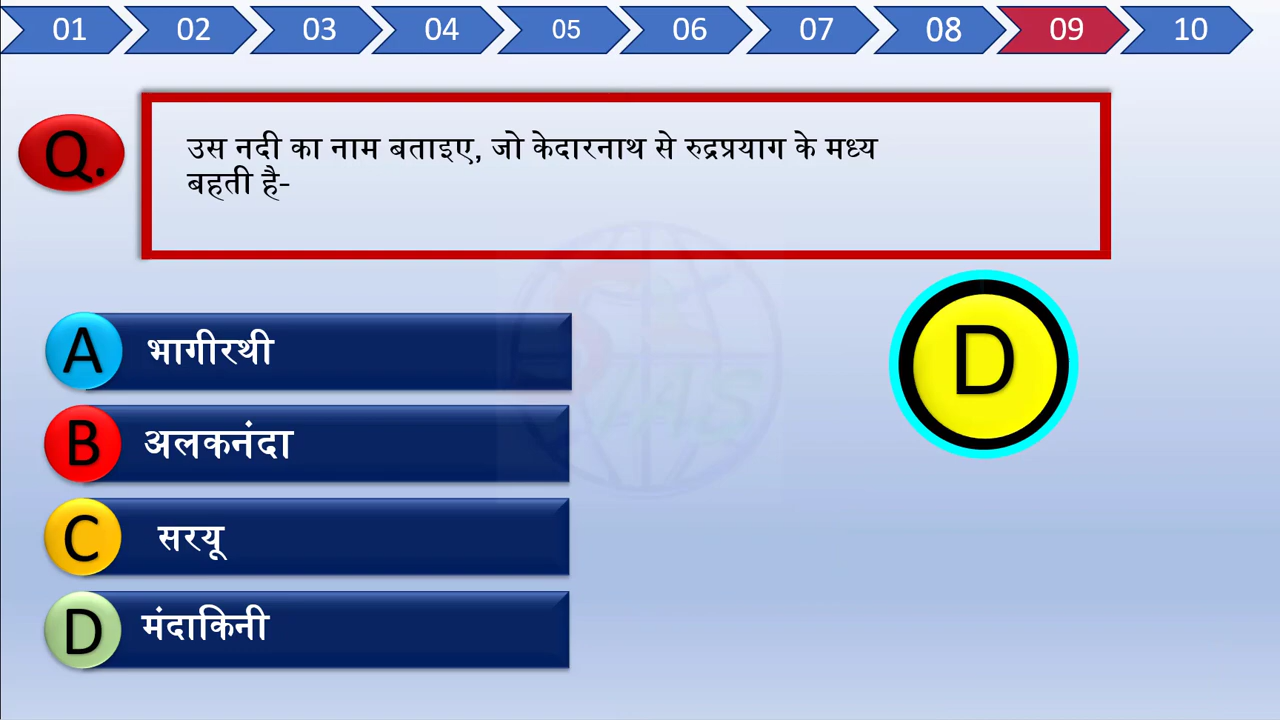 01 02 03 04 05 06 07 08 09 10
Q.
उस नदी का नाम बताइए, जो केदारनाथ से रुद्रप्रयाग के मध्य
बहती है-
A भागीरथी
D
B अलकनंदा
C सरयू
D मंदाकिनी